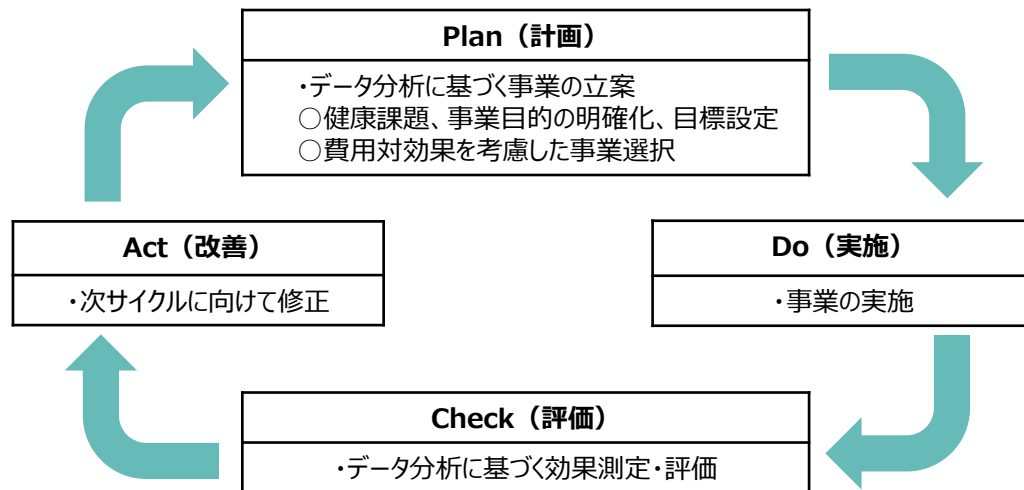 Plan（計画）
・データ分析に基づく事業の立案
○健康課題、事業目的の明確化、目標設定
○費用対効果を考慮した事業選択
Act（改善）
・次サイクルに向けて修正
Do（実施）
・事業の実施
Check（評価）
・データ分析に基づく効果測定・評価